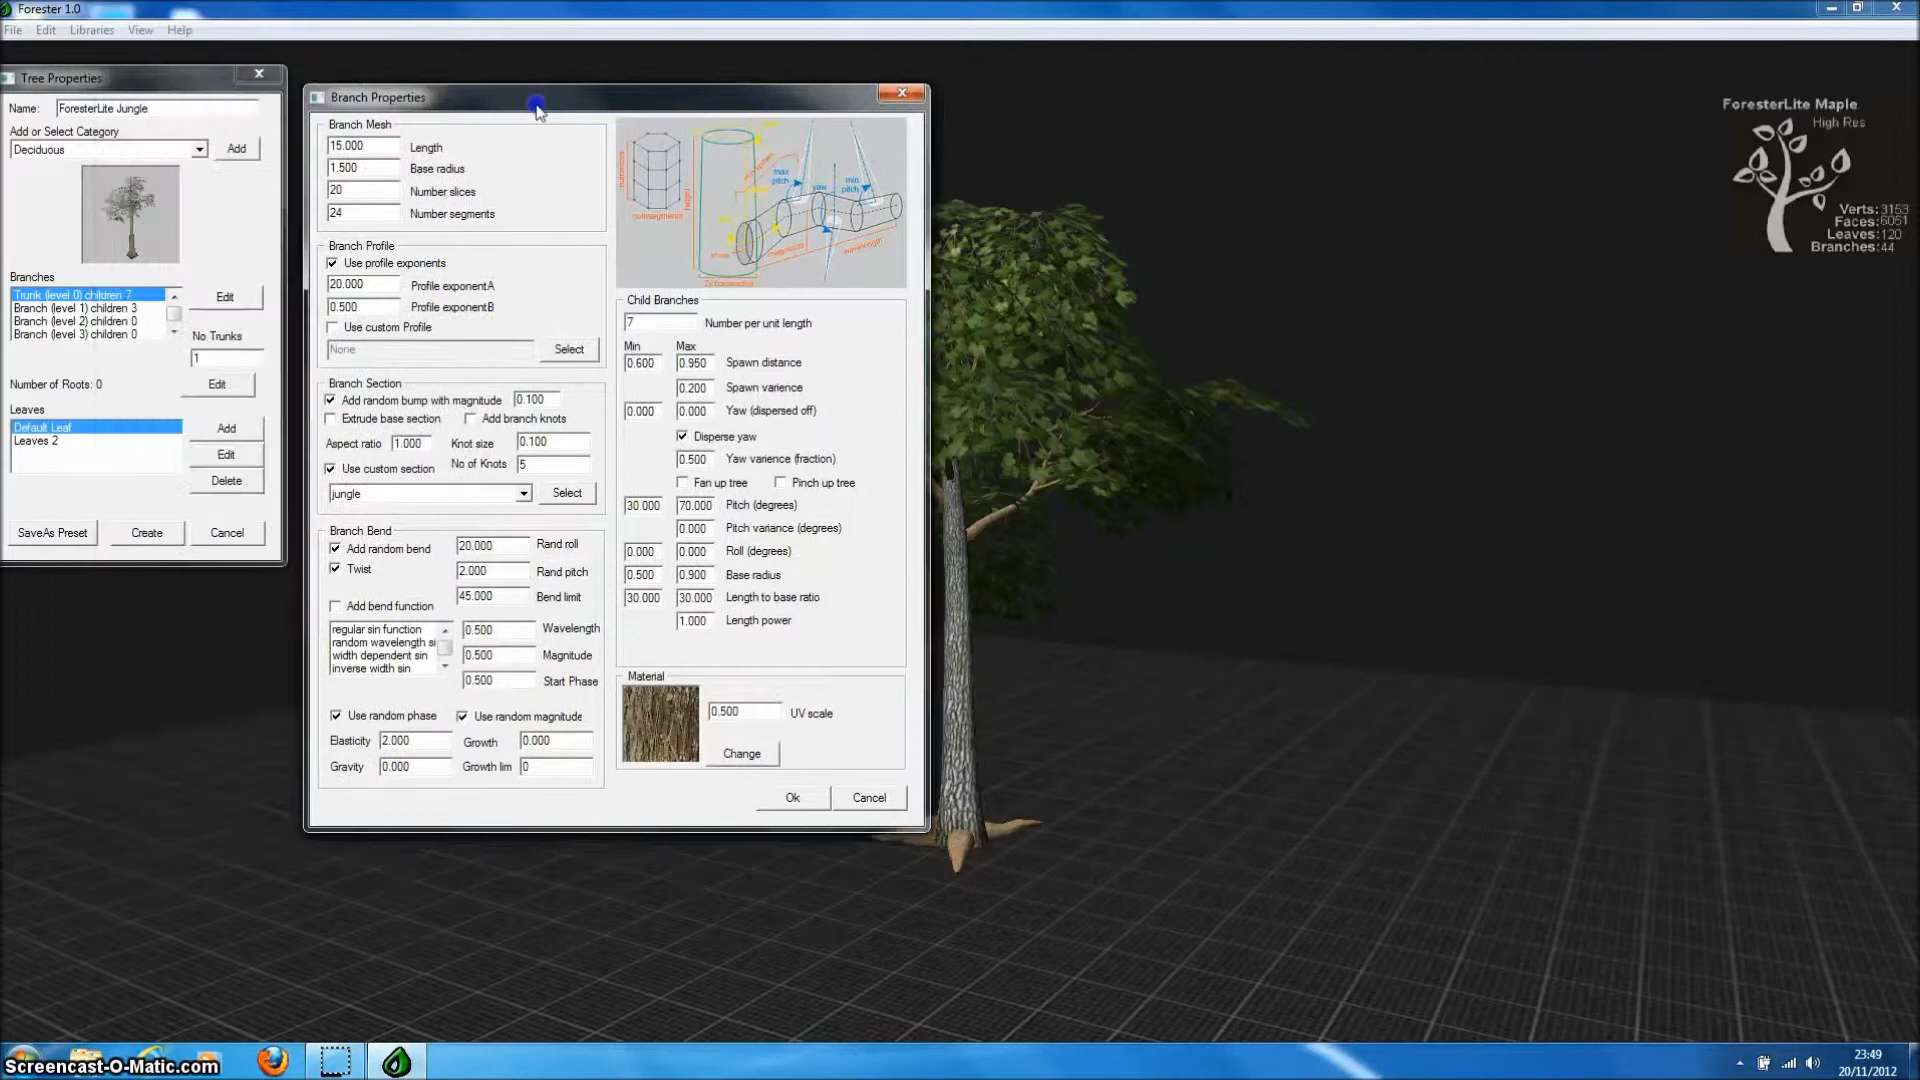 Forester 1.0
File Edit Libraries View Help
Tree Properties
Name: ForesterLite Jungle
Add or Select Category
Deciduous Add
Branches
Trunk (level 0) children 7
Branch (level 1) children 3
Branch (level 2) children 0
Branch (level 3) children 0
Edit
No Trunks
1
Number of Roots: 0 Edit
Leaves
Default Leaf
Leaves 2
Add
Edit
Delete
SaveAs Preset Create Cancel
Branch Properties
Branch Mesh
15.000 Length
1.500 Base radius
20 Number slices
24 Number segments
Branch Profile
Use profile exponents
20.000 Profile exponentA
0.500 Profile exponentB
Use custom Profile
None Select
Branch Section
Add random bump with magnitude 0.100
Extrude base section Add branch knots
Aspect ratio 1.000 Knot size 0.100
Use custom section No of Knots 5
jungle Select
Branch Bend
Add random bend 20.000 Rand roll
Twist 2.000 Rand pitch
45.000 Bend limit
Add bend function
regular sin function
random wavelength si
width dependent sin
inverse width sin
0.500 Wavelength
0.500 Magnitude
0.500 Start Phase
Use random phase Use random magnitude
Elasticity 2.000 Growth 0.000
Gravity 0.000 Growth lim 0
numsegments
height
max pitch
yaw
min pitch
magnitude
wavelength
Child Branches
7 Number per unit length
Min Max
0.600 0.950 Spawn distance
0.200 Spawn varience
0.000 0.000 Yaw (dispersed off)
Disperse yaw
0.500 Yaw varience (fraction)
Fan up tree Pinch up tree
30.000 70.000 Pitch (degrees)
0.000 Pitch variance (degrees)
0.000 0.000 Roll (degrees)
0.500 0.900 Base radius
30.000 30.000 Length to base ratio
1.000 Length power
Material
0.500 UV scale
Change
Ok Cancel
ForesterLite Maple
High Res
Verts:3153
Faces:6051
Leaves:120
Branches:44
Screencast-O-Matic.com
23:49
20/11/2012